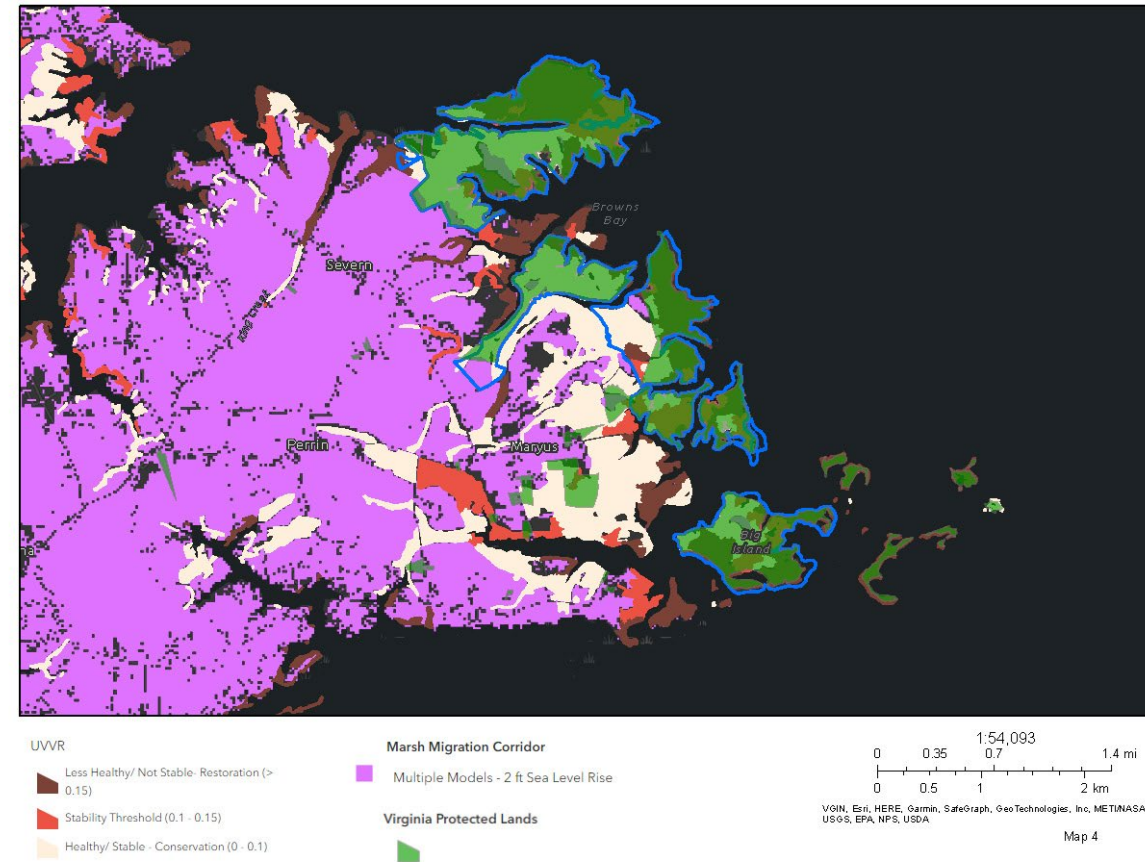 Browns
Bay
Severn
Perrin
Maryus
Big
Island
na
UVVR
Less Healthy/ Not Stable- Restoration (>
0.15)
Stability Threshold (0.1 - 0.15)
Healthy/ Stable - Conservation (0 - 0.1)
Marsh Migration Corridor
Multiple Models - 2 ft Sea Level Rise
Virginia Protected Lands
1:54,093
0 0.35 0.7 1.4 mi
0 0.5 1 2 km
VGIN, Esri, HERE, Garmin, SafeGraph, GeoTechnologies, Inc, METI/NASA
USGS, EPA, NPS, USDA
Map 4